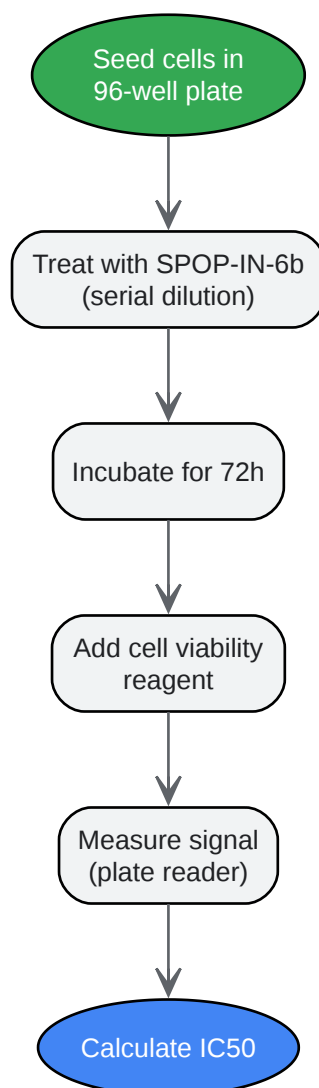 Seed cells in
96-well plate
Treat with SPOP-IN-6b
(serial dilution)
Incubate for 72h
Add cell viability
reagent
Measure signal
(plate reader)
Calculate IC50